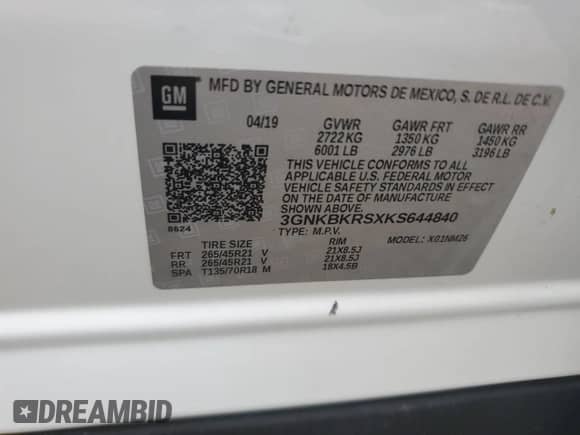 GM
MFD BY GENERAL MOTORS DE MEXICO, S. DE R.L. DE C.V.
04/19 GVWR GAWR FRT GAWR RR
2722 KG 1350 KG 1450 KG
6001 LB 2976 LB 3196 LB
THIS VEHICLE CONFORMS TO ALL
APPLICABLE U.S. FEDERAL MOTOR
VEHICLE SAFETY STANDARDS IN EFFECT
ON THE DATE OF MANUFACTURE
SHOWN ABOVE.
3GNKBKRSXKS644840
8624 TYPE: M.P.V. MODEL: X01NM26
TIRE SIZE RIM
FRT 265/45R21 V 21X8.5J
RR 265/45R21 V 21X8.5J
SPA T135/70R18 M 18X4.5B
DREAMBID